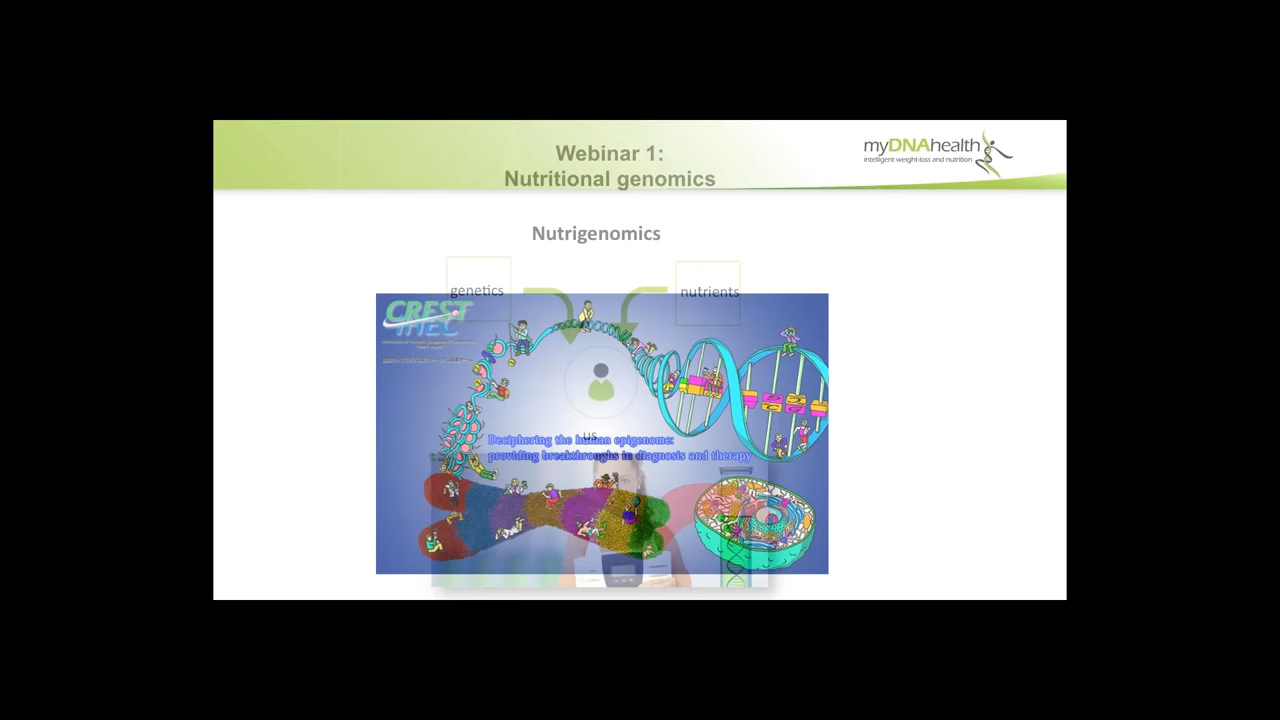 Webinar 1:
Nutritional genomics
myDNAhealth
intelligent weight-loss and nutrition
Nutrigenomics
genetics
nutrients
CREST
IHEC
us
Deciphering the human epigenome:
providing breakthroughs in diagnosis and therapy